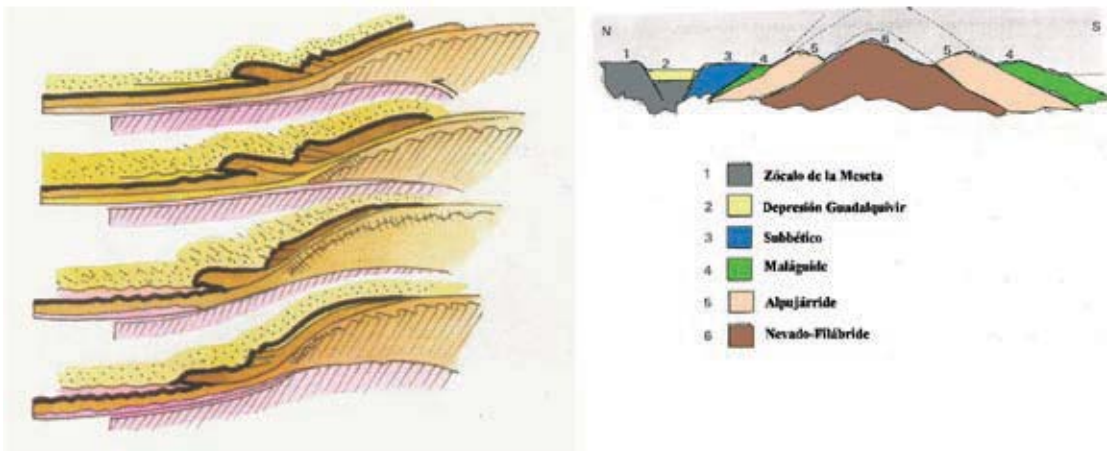 N S
1 2 3 4 5 6 5 4
1 Zócalo de la Meseta
2 Depresión Guadalquivir
3 Subbético
4 Maláguide
5 Alpujárride
6 Nevado-Filábride